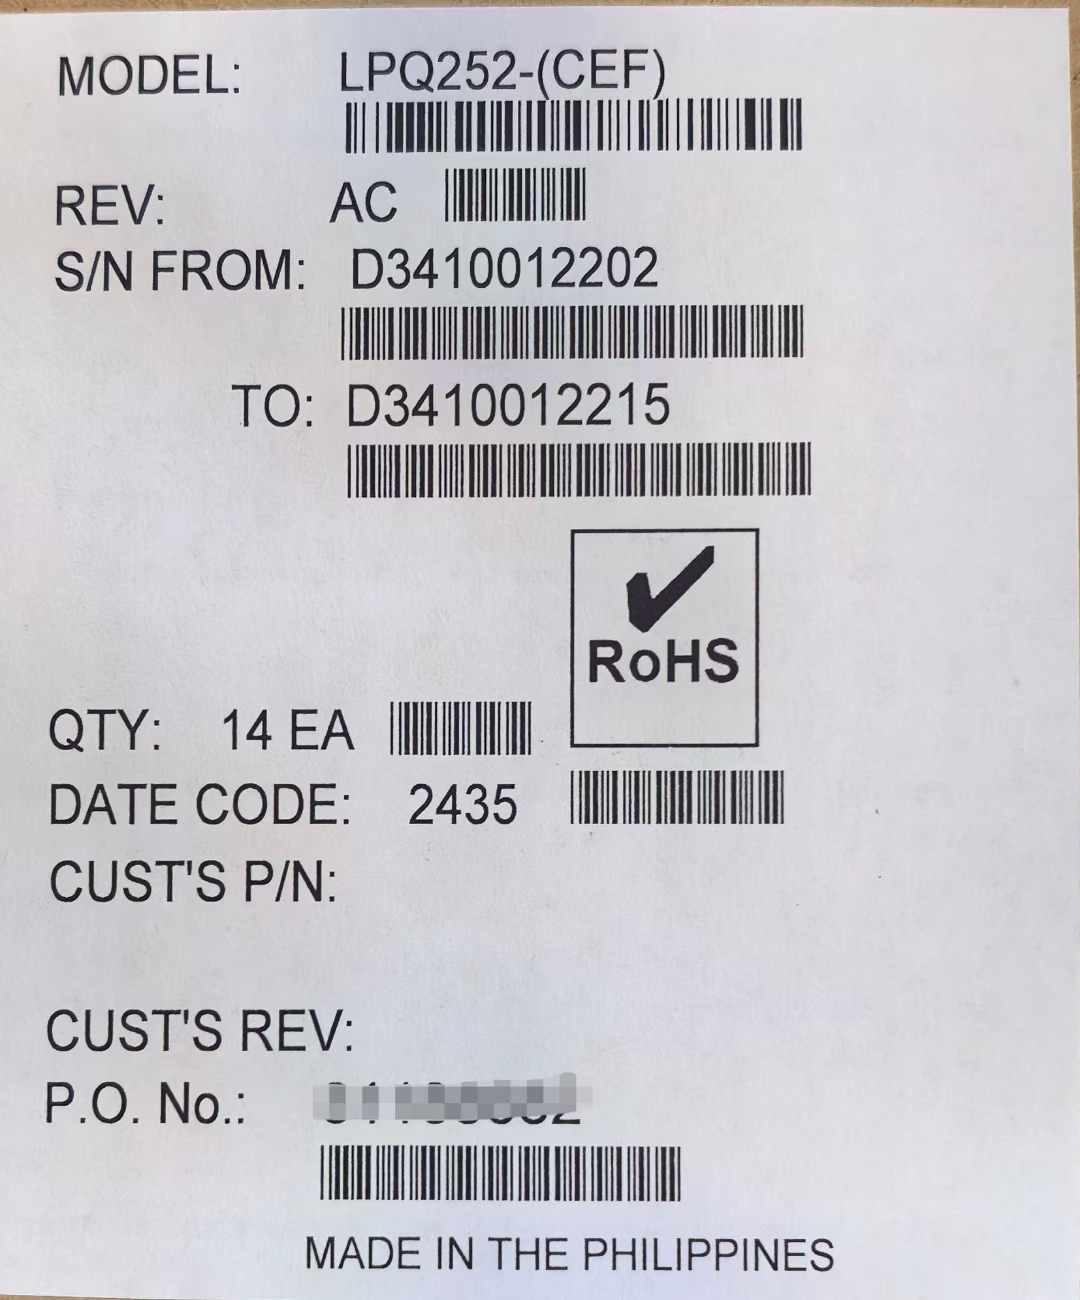 MODEL: LPQ252-(CEF)
REV: AC
S/N FROM: D3410012202
TO: D3410012215
RoHS
QTY: 14 EA
DATE CODE: 2435
CUST'S P/N:
CUST'S REV:
P.O. No.:
MADE IN THE PHILIPPINES